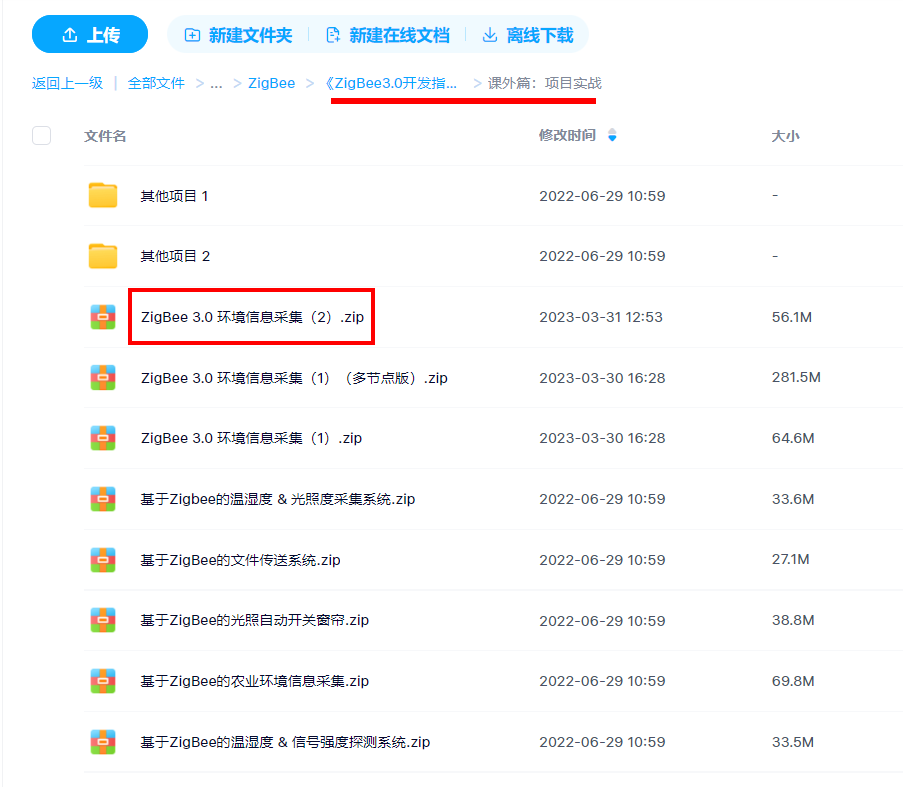 上传 新建文件夹 新建在线文档 离线下载
返回上一级 | 全部文件 > ... > ZigBee > 《ZigBee3.0开发指... > 课外篇：项目实战
文件名 修改时间 大小
其他项目 1 2022-06-29 10:59 -
其他项目 2 2022-06-29 10:59 -
ZigBee 3.0 环境信息采集（2）.zip 2023-03-31 12:53 56.1M
ZigBee 3.0 环境信息采集（1）（多节点版）.zip 2023-03-30 16:28 281.5M
ZigBee 3.0 环境信息采集（1）.zip 2023-03-30 16:28 64.6M
基于Zigbee的温湿度 & 光照度采集系统.zip 2022-06-29 10:59 33.6M
基于ZigBee的文件传送系统.zip 2022-06-29 10:59 27.1M
基于ZigBee的光照自动开关窗帘.zip 2022-06-29 10:59 38.8M
基于ZigBee的农业环境信息采集.zip 2022-06-29 10:59 69.8M
基于ZigBee的温湿度 & 信号强度探测系统.zip 2022-06-29 10:59 33.5M